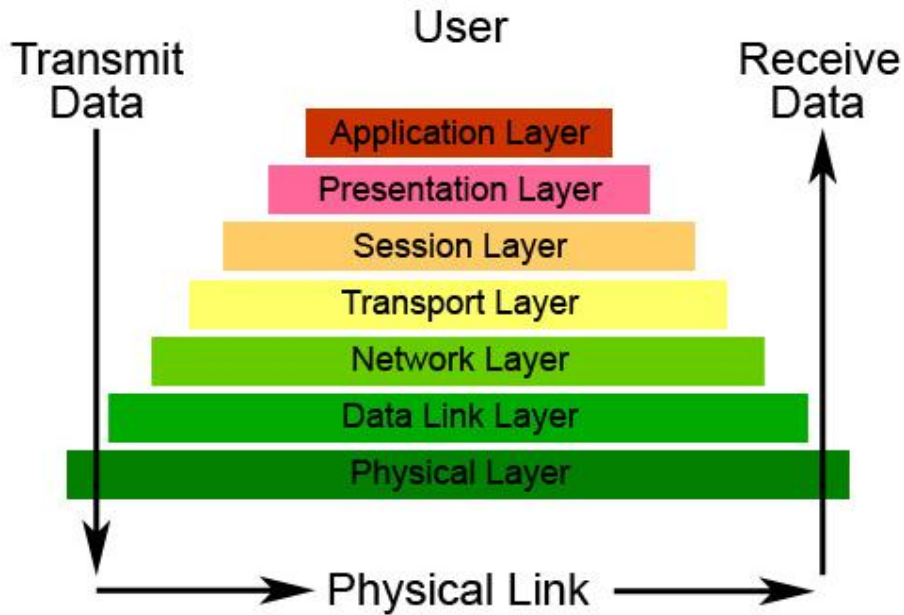 User
Transmit
Data
Receive
Data
Application Layer
Presentation Layer
Session Layer
Transport Layer
Network Layer
Data Link Layer
Physical Layer
Physical Link